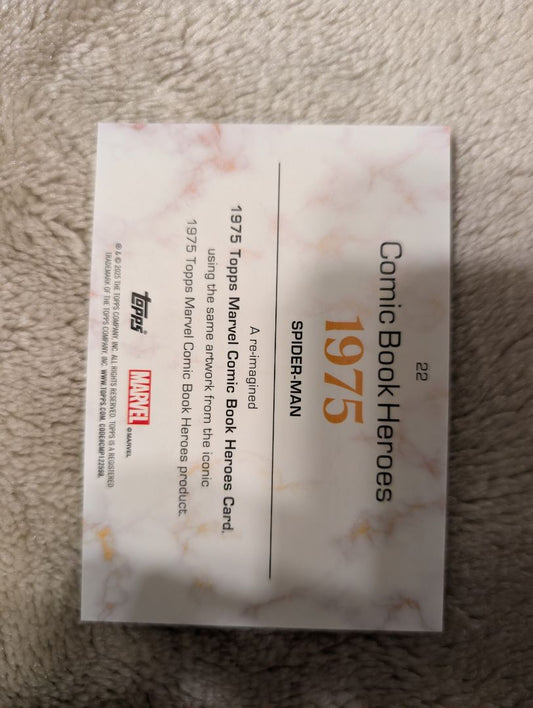 22
Comic Book Heroes
1975
SPIDER-MAN
A re-imagined
1975 Topps Marvel Comic Book Heroes Card,
using the same artwork from the iconic
1975 Topps Marvel Comic Book Heroes product.
topps®
MARVEL © MARVEL
® & © 2025 THE TOPPS COMPANY, INC. ALL RIGHTS RESERVED. TOPPS IS A REGISTERED
TRADEMARK OF THE TOPPS COMPANY, INC. WWW.TOPPS.COM.